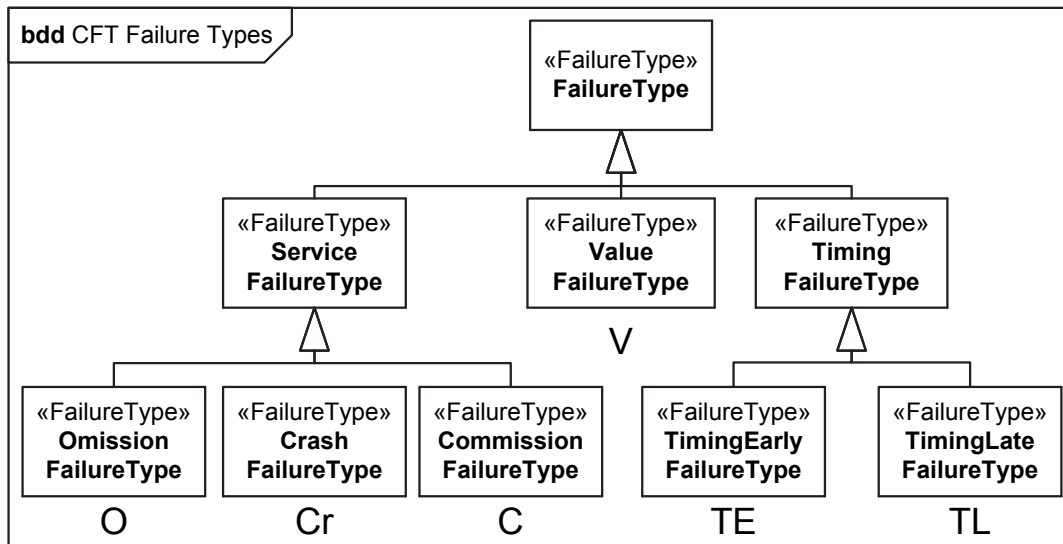 bdd CFT Failure Types
«FailureType»
FailureType
«FailureType»
Service
FailureType
«FailureType»
Value
FailureType
«FailureType»
Timing
FailureType
V
«FailureType»
Omission
FailureType
«FailureType»
Crash
FailureType
«FailureType»
Commission
FailureType
«FailureType»
TimingEarly
FailureType
«FailureType»
TimingLate
FailureType
O
Cr
C
TE
TL